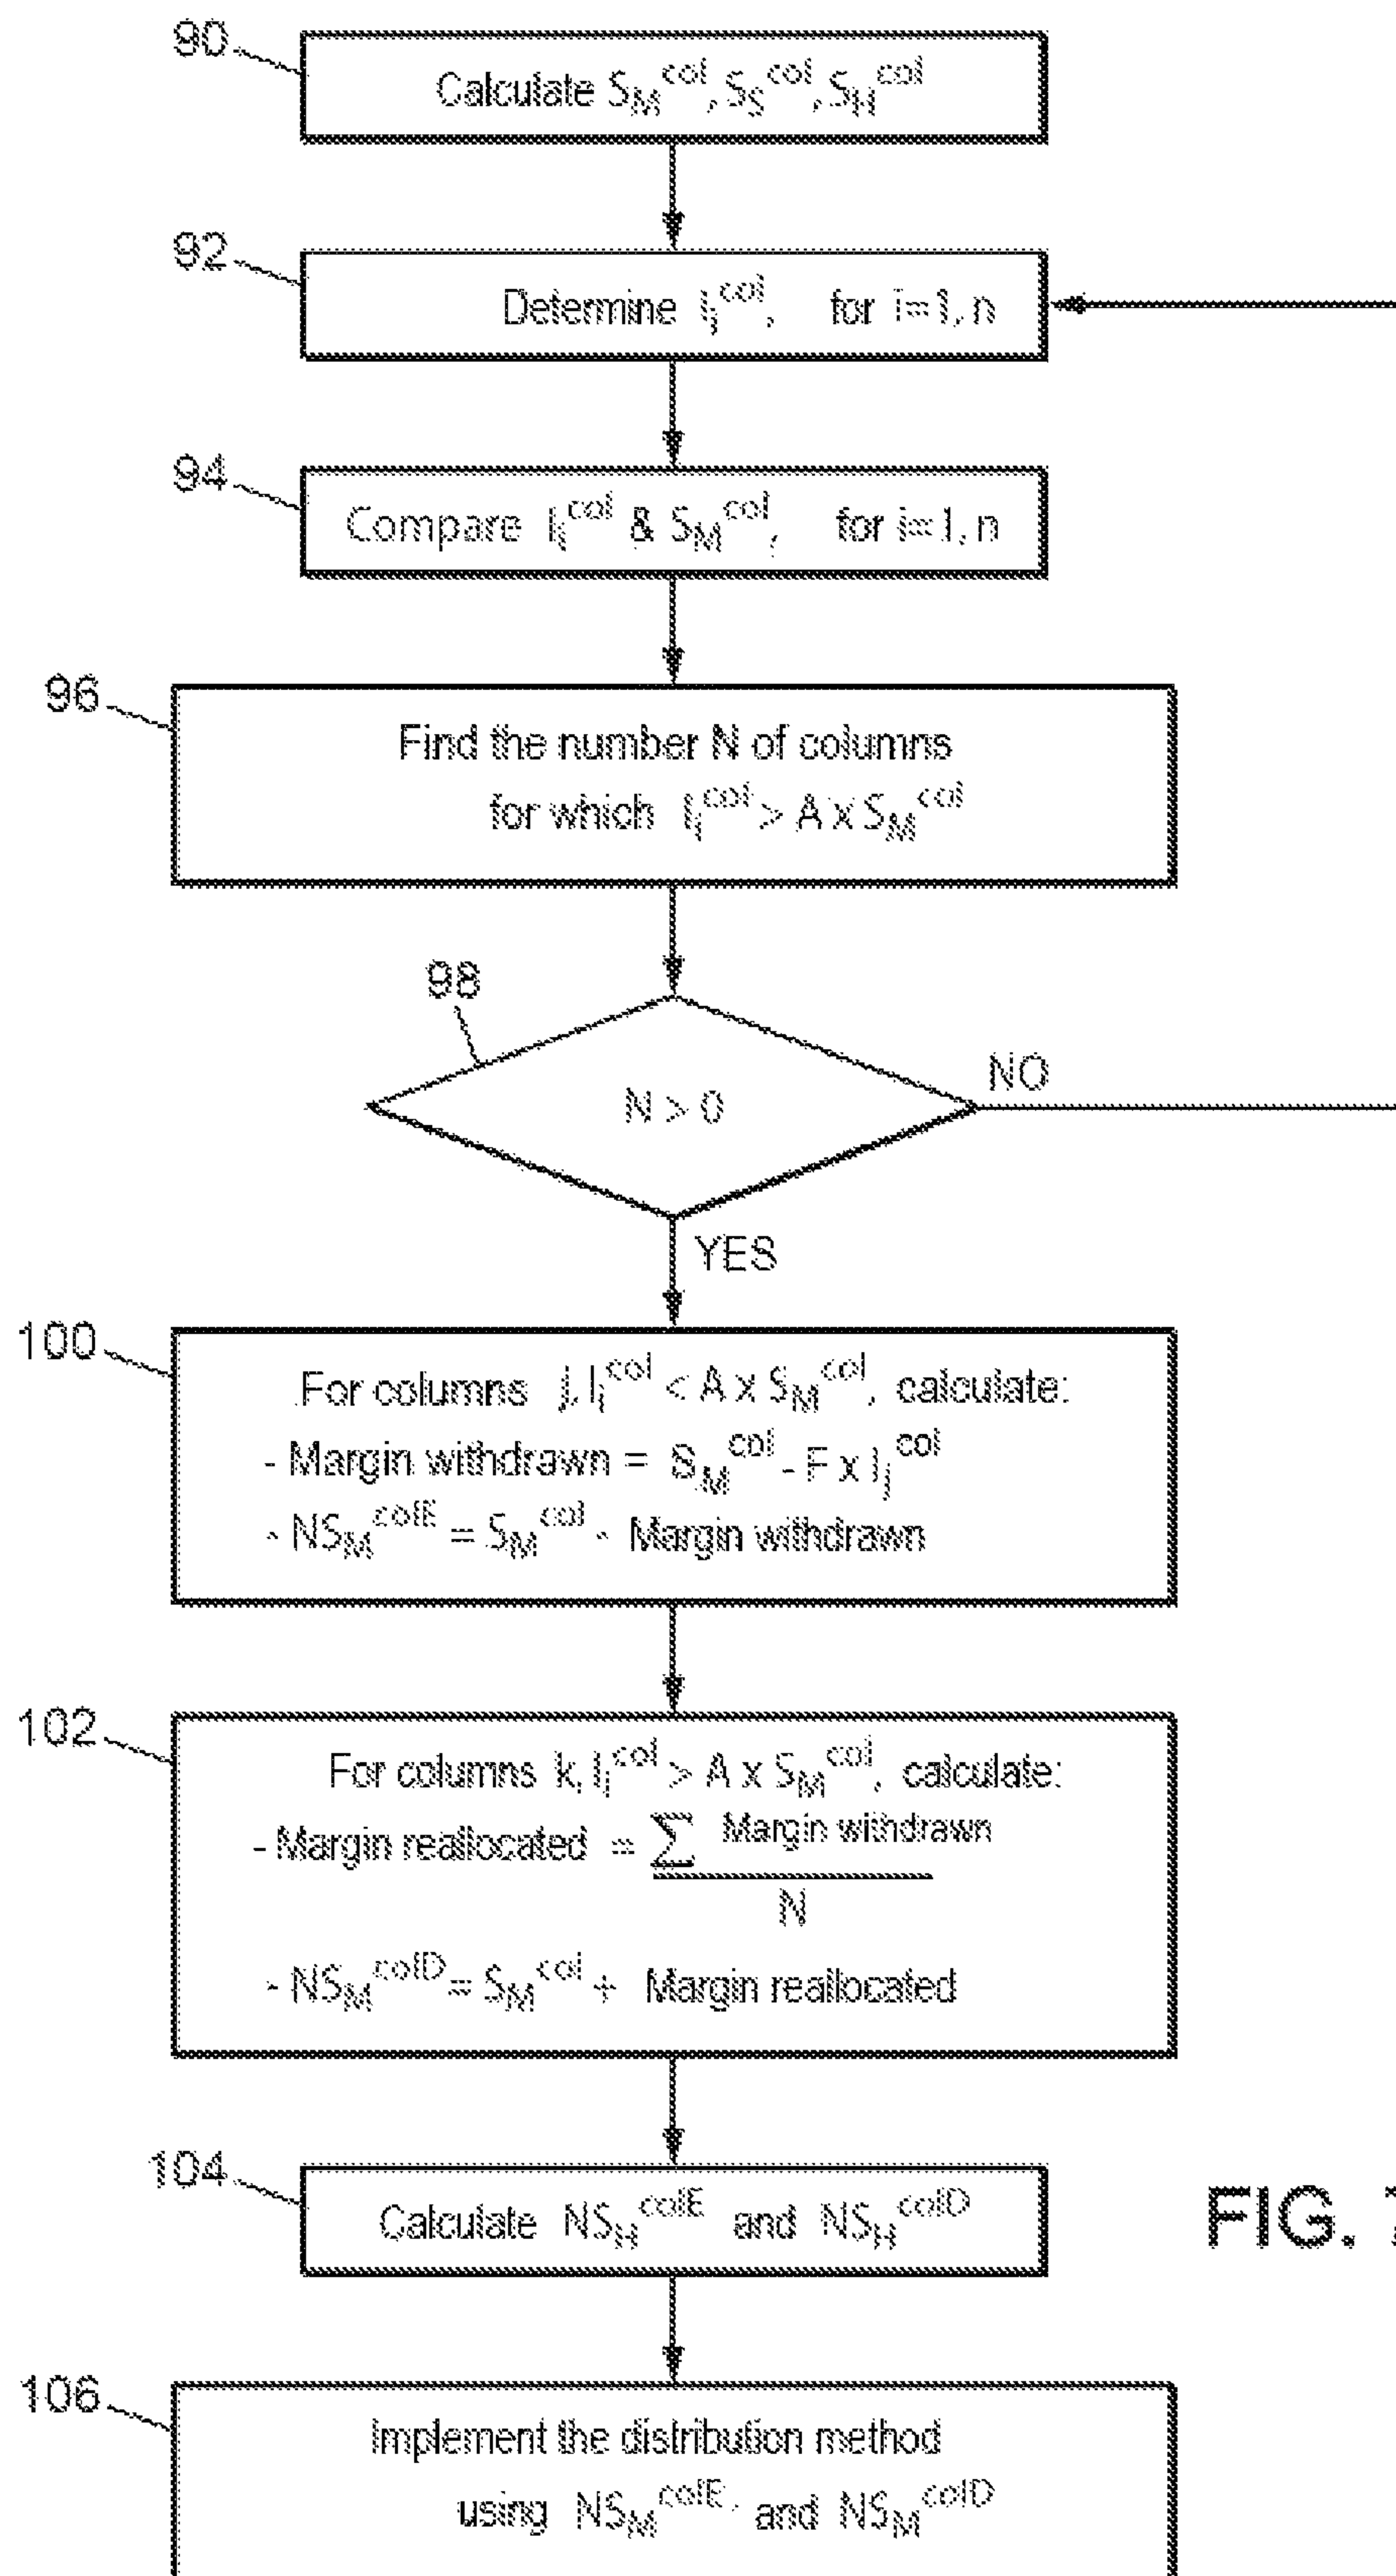 90
Calculate S_M^col, S_S^col, S_H^col
92
Determine I_i^col, for i=1, n
94
Compare I_i^col & S_M^col, for i=1, n
96
Find the number N of columns
for which I_i^col > A x S_M^col
98
N > 0
NO
YES
100
For columns j, I_i^col < A x S_M^col, calculate:
- Margin withdrawn = S_M^col - F x I_j^col
- NS_M^colE = S_M^col - Margin withdrawn
102
For columns k, I_i^col > A x S_M^col, calculate:
- Margin reallocated = ∑ Margin withdrawn
N
- NS_M^colD = S_M^col + Margin reallocated
104
Calculate NS_H^colE and NS_H^colD
FIG.
106
Implement the distribution method
using NS_M^colE, and NS_M^colD